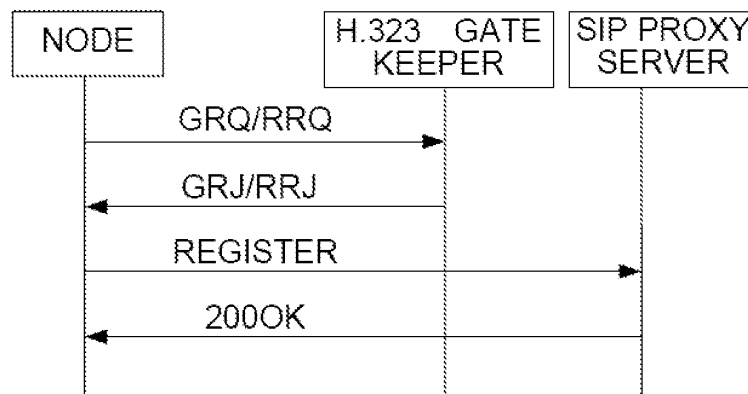 NODE
H.323 GATE
KEEPER
SIP PROXY
SERVER
GRQ/RRQ
GRJ/RRJ
REGISTER
200OK